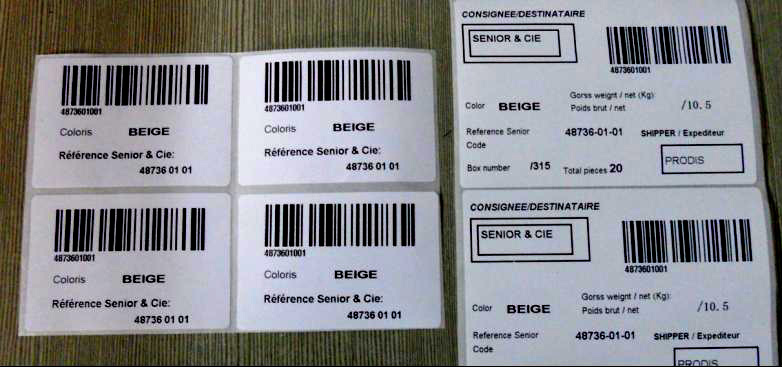 4873601001
Coloris BEIGE
Référence Senior & Cie:
48736 01 01
4873601001
Coloris BEIGE
Référence Senior & Cie:
48736 01 01
4873601001
Coloris BEIGE
Référence Senior & Cie:
48736 01 01
4873601001
Coloris BEIGE
Référence Senior & Cie:
48736 01 01
CONSIGNEE/DESTINATAIRE
SENIOR & CIE
4873601001
Gorss weignt / net (Kg):
Color BEIGE Poids brut / net /10.5
Reference Senior 48736-01-01 SHIPPER / Expediteur
Code
Box number /315 Total pieces 20 PRODIS
CONSIGNEE/DESTINATAIRE
SENIOR & CIE
4873601001
Gorss weignt / net (Kg):
Color BEIGE Poids brut / net /10.5
Reference Senior 48736-01-01 SHIPPER / Expediteur
Code
PRODIS